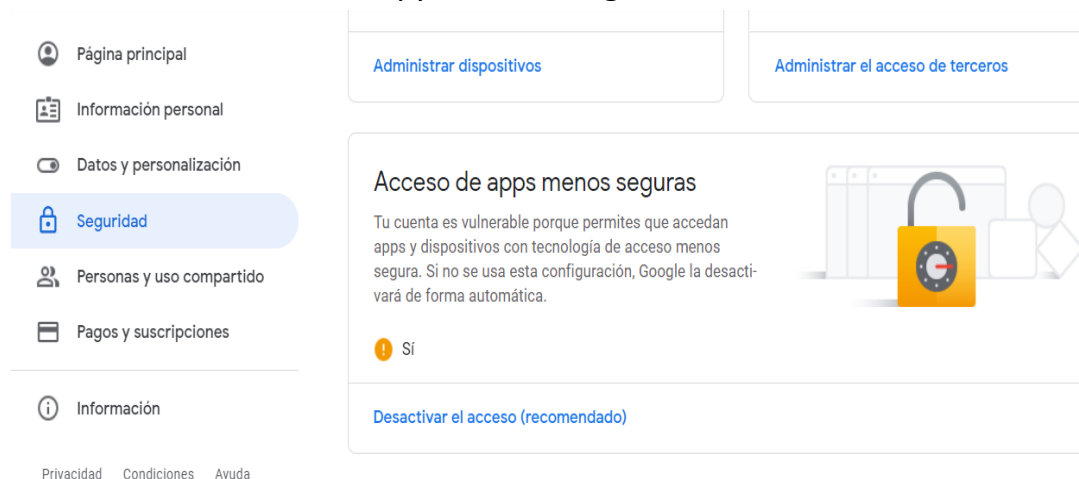 Página principal
Información personal
Datos y personalización
Seguridad
Personas y uso compartido
Pagos y suscripciones
Información
Privacidad Condiciones Ayuda
Administrar dispositivos
Administrar el acceso de terceros
Acceso de apps menos seguras
Tu cuenta es vulnerable porque permites que accedan
apps y dispositivos con tecnología de acceso menos
segura. Si no se usa esta configuración, Google la desacti-
vará de forma automática.
Sí
Desactivar el acceso (recomendado)